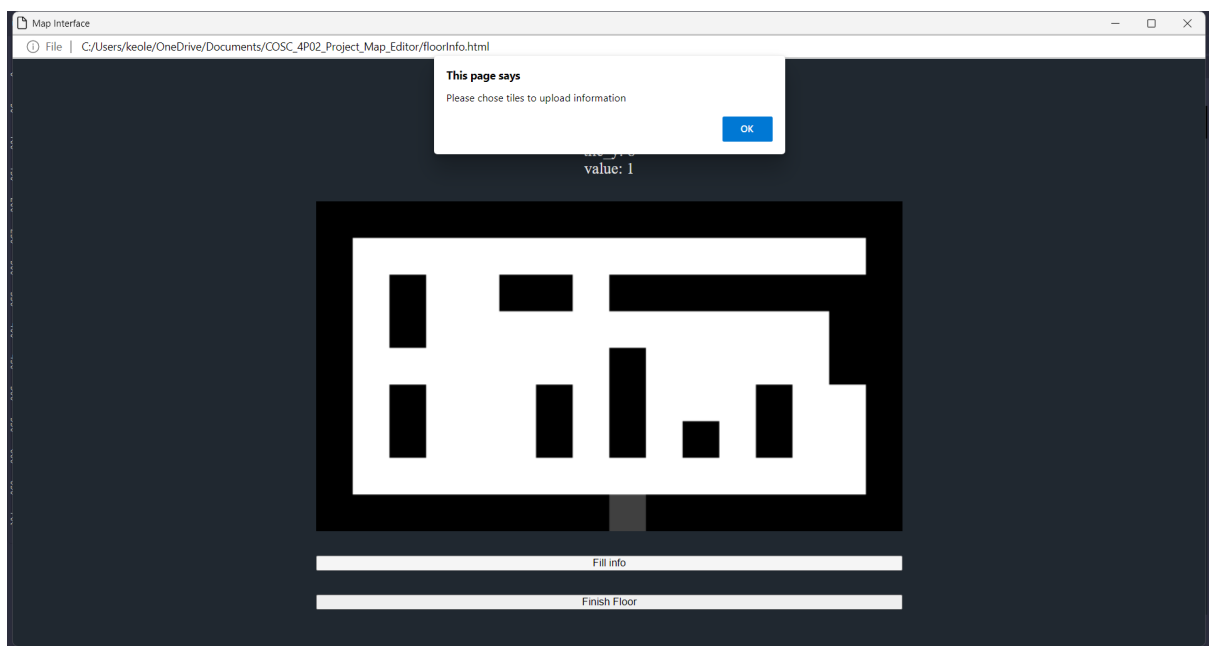 Map Interface
File | C:/Users/keole/OneDrive/Documents/COSC_4P02_Project_Map_Editor/floorInfo.html
This page says
Please chose tiles to upload information
OK
value: 1
Fill info
Finish Floor